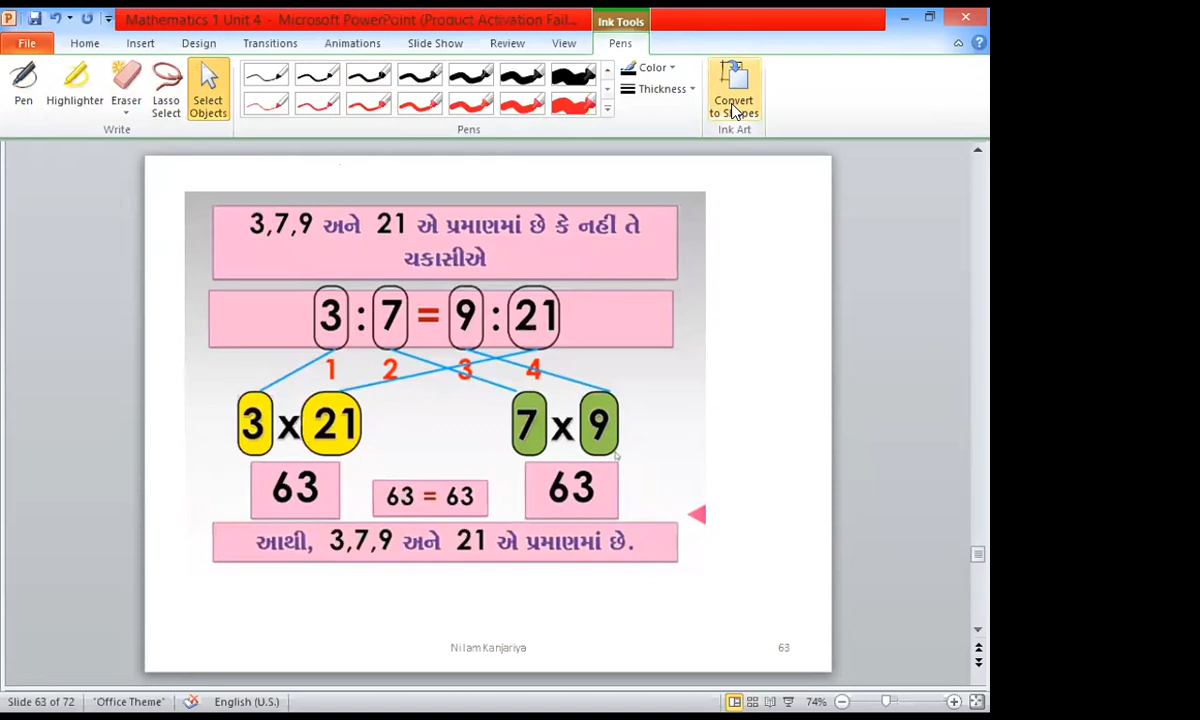 Mathematics 1 Unit 4 - Microsoft PowerPoint (Product Activation Fail...
Ink Tools
File Home Insert Design Transitions Animations Slide Show Review View Pens
Pen Highlighter Eraser Lasso Select Select Objects
Color
Thickness
Convert to Shapes
Write Pens Ink Art
3,7,9 અને 21 એ પ્રમાણમાં છે કે નહીં તે
ચકાસીએ
3 : 7 = 9 : 21
1 2 3 4
3 x 21 7 x 9
63 63 = 63 63
આથી, 3,7,9 અને 21 એ પ્રમાણમાં છે.
Nilam Kanjariya 63
Slide 63 of 72 "Office Theme" English (U.S.) 74%